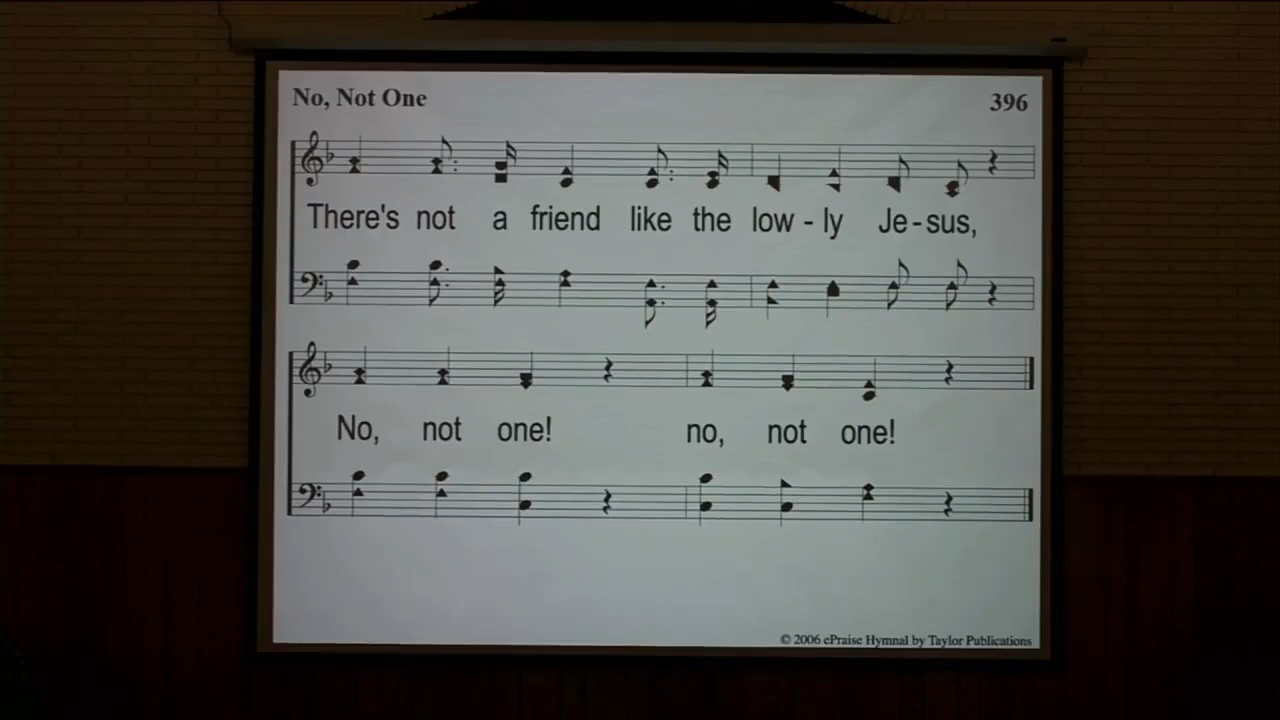 No, Not One
396
There's not a friend like the low - ly Je - sus,
No, not one! no, not one!
© 2006 ePraise Hymnal by Taylor Publications